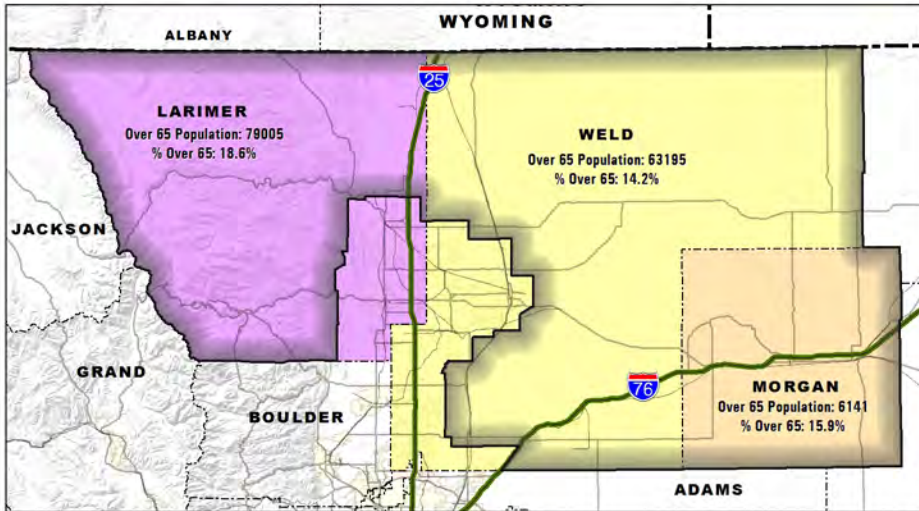 WYOMING
ALBANY
25
LARIMER
Over 65 Population: 79005
% Over 65: 18.6%
WELD
Over 65 Population: 63195
% Over 65: 14.2%
JACKSON
GRAND
76
MORGAN
Over 65 Population: 6141
% Over 65: 15.9%
BOULDER
ADAMS